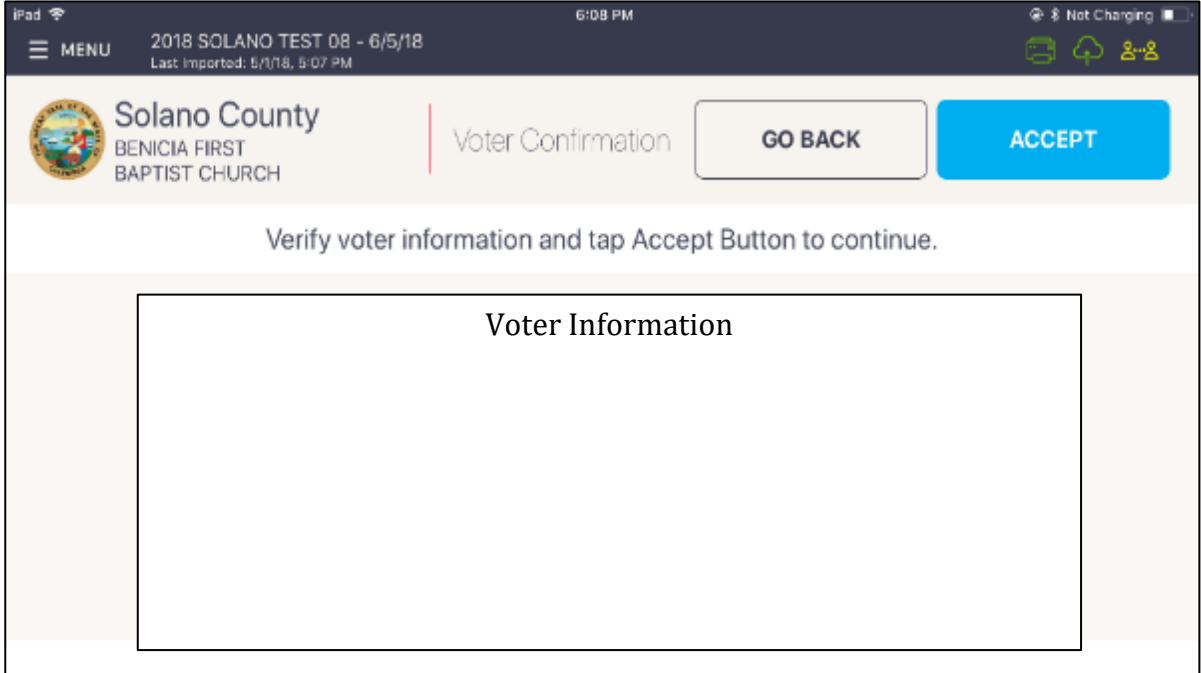 iPad 6:08 PM Not Charging
MENU
2018 SOLANO TEST 08 - 6/5/18
Last Imported: 5/1/18, 5:07 PM
Solano County
BENICIA FIRST
BAPTIST CHURCH
Voter Confirmation
GO BACK
ACCEPT
Verify voter information and tap Accept Button to continue.
Voter Information